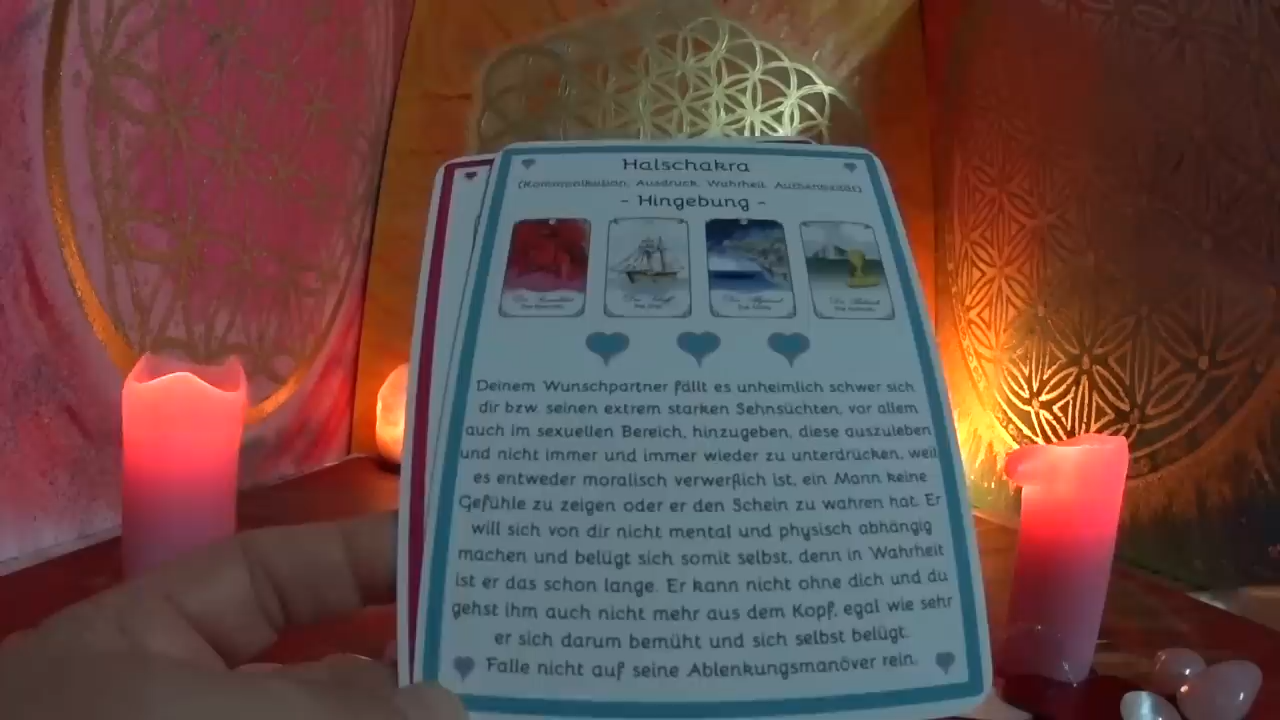 Halschakra
(Kommunikation, Ausdruck, Wahrheit, Authentizität)
- Hingebung -
Deinem Wunschpartner fällt es unheimlich schwer sich
dir bzw. seinen extrem starken Sehnsüchten, vor allem
auch im sexuellen Bereich, hinzugeben, diese auszuleben
und nicht immer und immer wieder zu unterdrücken, weil
es entweder moralisch verwerflich ist, ein Mann keine
Gefühle zu zeigen oder er den Schein zu wahren hat. Er
will sich von dir nicht mental und physisch abhängig
machen und belügt sich somit selbst, denn in Wahrheit
ist er das schon lange. Er kann nicht ohne dich und du
gehst ihm auch nicht mehr aus dem Kopf, egal wie sehr
er sich darum bemüht und sich selbst belügt.
Falle nicht auf seine Ablenkungsmanöver rein.